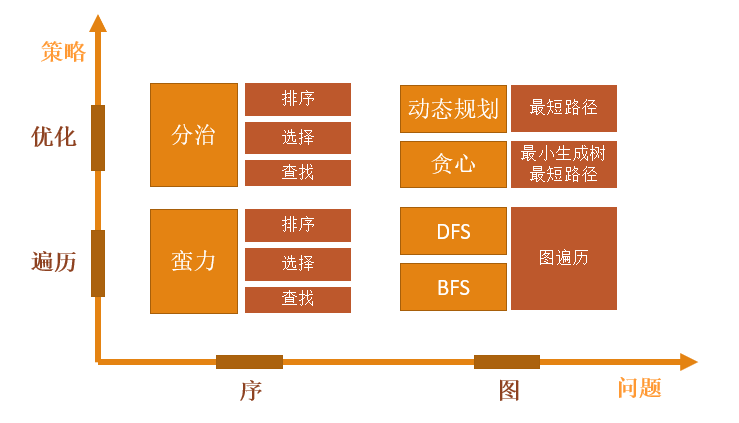 策略
优化
分治
排序
选择
查找
动态规划
最短路径
贪心
最小生成树
最短路径
遍历
蛮力
排序
选择
查找
DFS
BFS
图遍历
序
图
问题